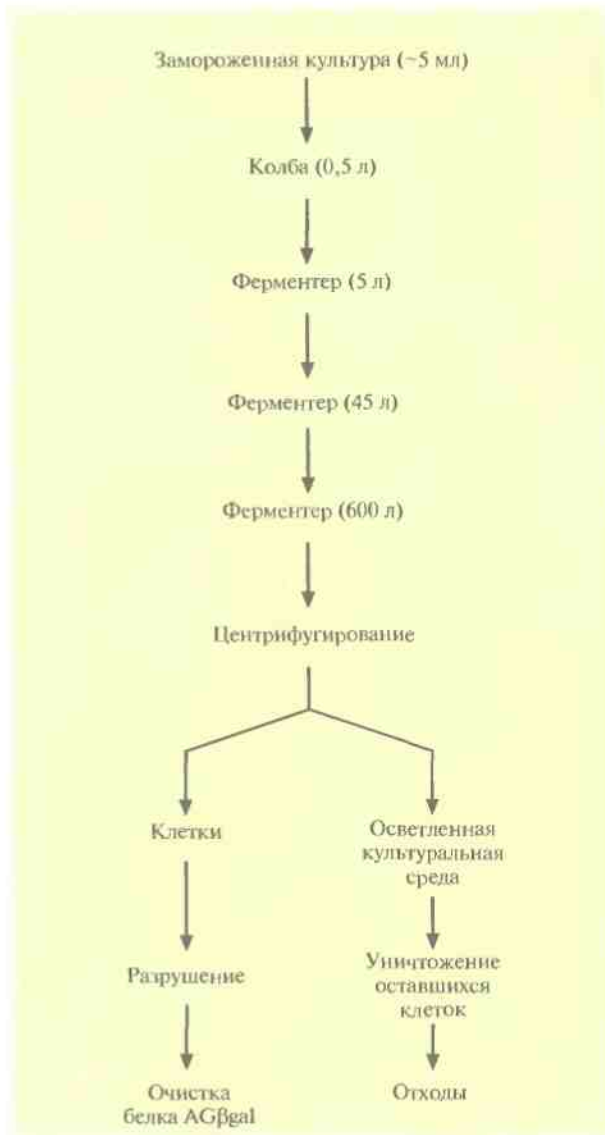 Замороженная культура (~5 мл)
Колба (0,5 л)
Ферментер (5 л)
Ферментер (45 л)
Ферментер (600 л)
Центрифугирование
Клетки
Осветленная
культуральная
среда
Разрушение
Уничтожение
оставшихся
клеток
Очистка
белка AGβgal
Отходы